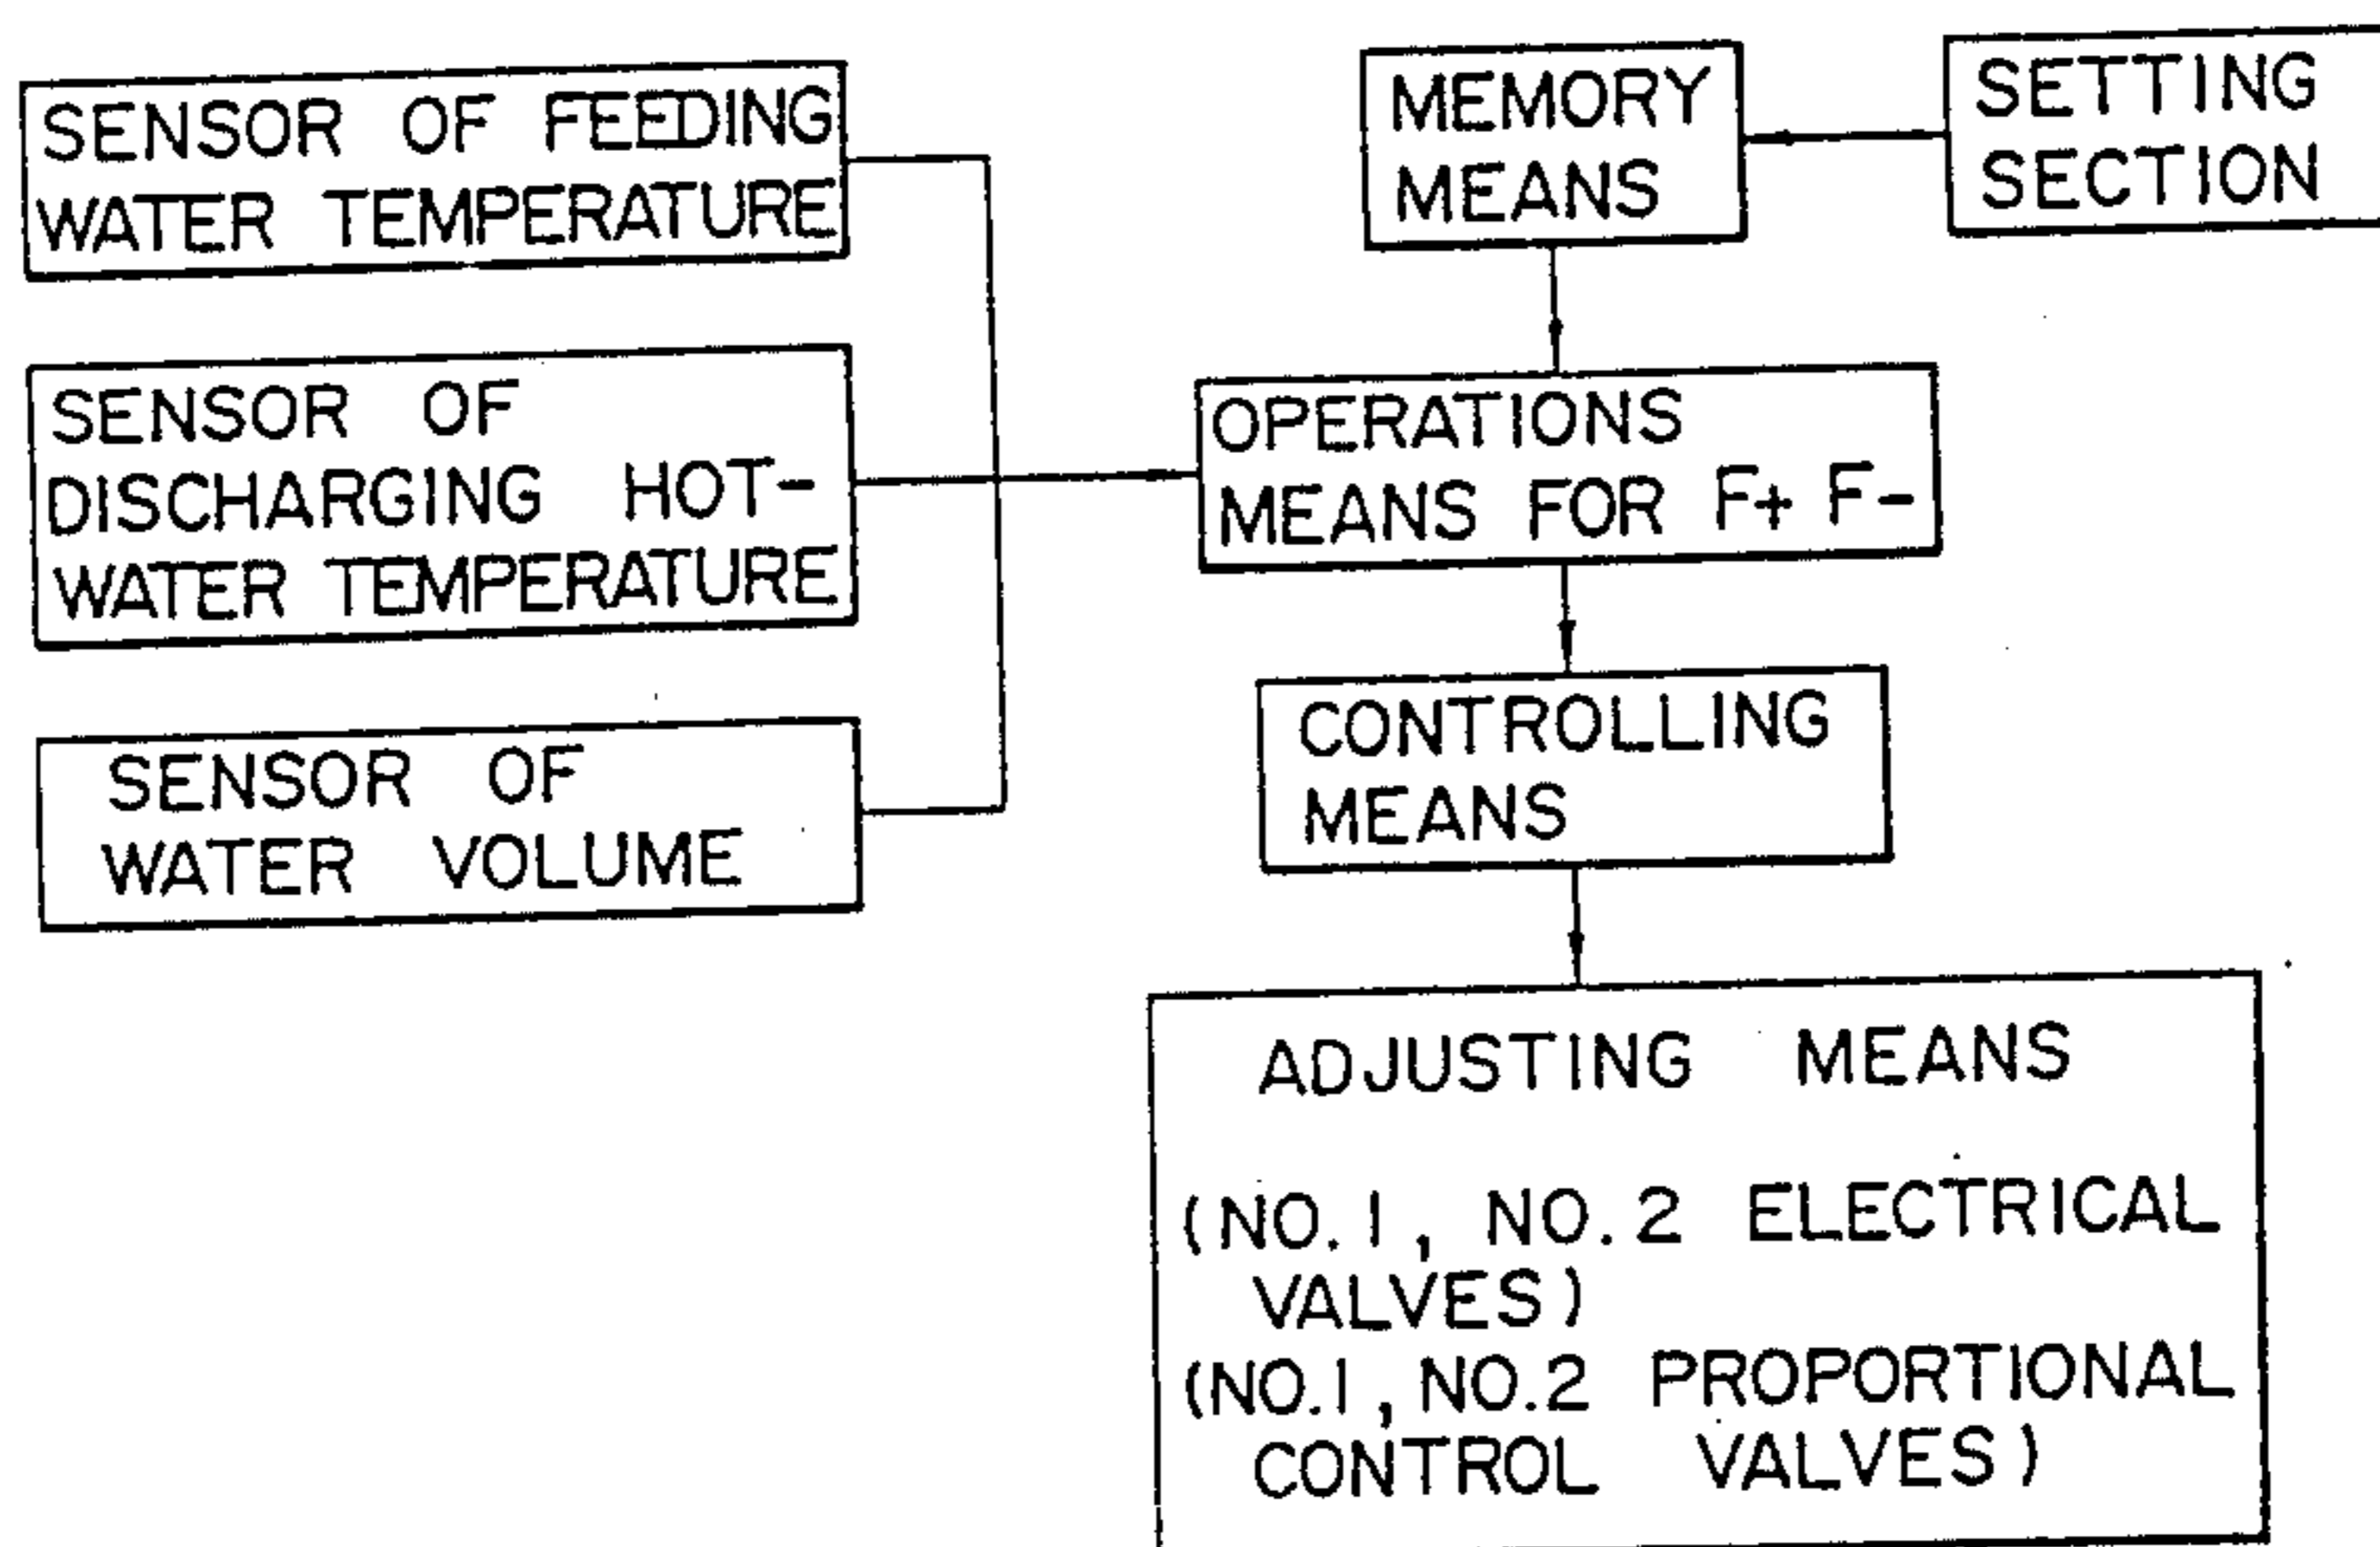 SENSOR OF FEEDING
WATER TEMPERATURE
MEMORY
MEANS
SETTING
SECTION
SENSOR OF
DISCHARGING HOT-
WATER TEMPERATURE
OPERATIONS
MEANS FOR F+ F-
SENSOR OF
WATER VOLUME
CONTROLLING
MEANS
ADJUSTING MEANS
(NO. 1, NO. 2 ELECTRICAL
VALVES)
(NO.1, NO.2 PROPORTIONAL
CONTROL VALVES)